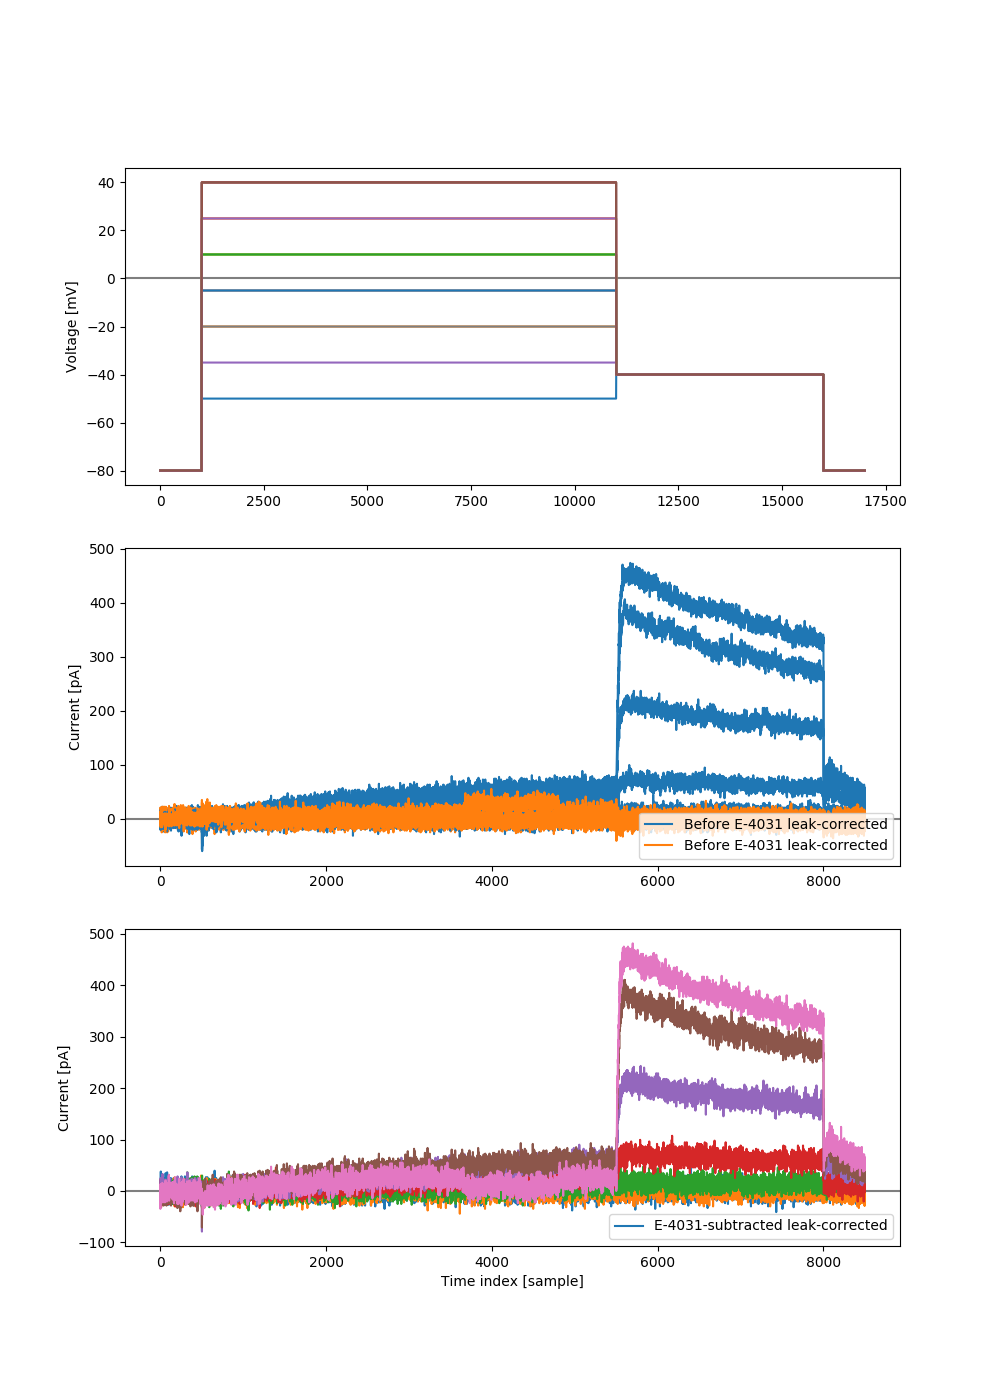 40
20
0
−20
−40
−60
−80
Voltage [mV]
0 2500 5000 7500 10000 12500 15000 17500
500
400
300
200
100
0
Current [pA]
Before E-4031 leak-corrected
Before E-4031 leak-corrected
0 2000 4000 6000 8000
500
400
300
200
100
0
−100
Current [pA]
E-4031-subtracted leak-corrected
0 2000 4000 6000 8000
Time index [sample]